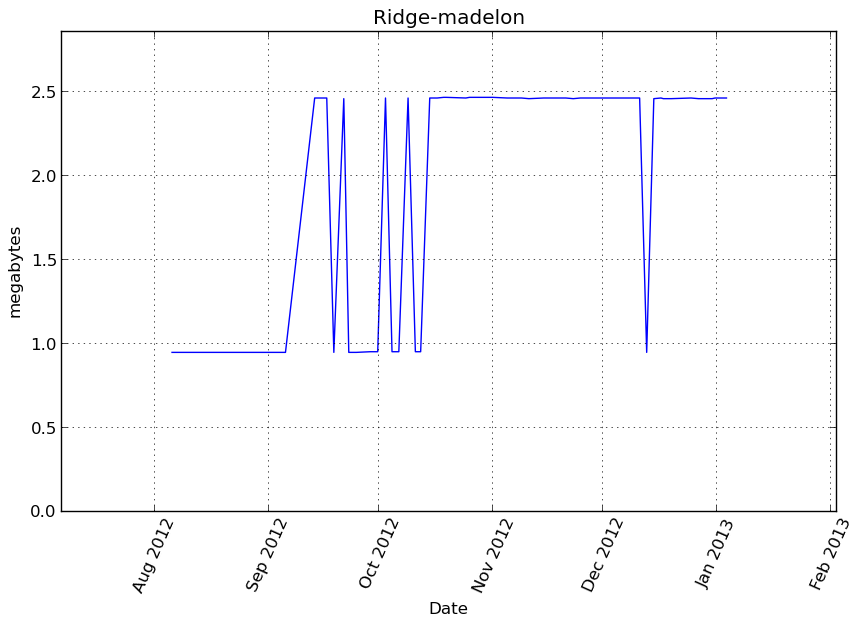 Ridge-madelon
megabytes
2.5
2.0
1.5
1.0
0.5
0.0
Aug 2012
Sep 2012
Oct 2012
Nov 2012
Dec 2012
Jan 2013
Feb 2013
Date